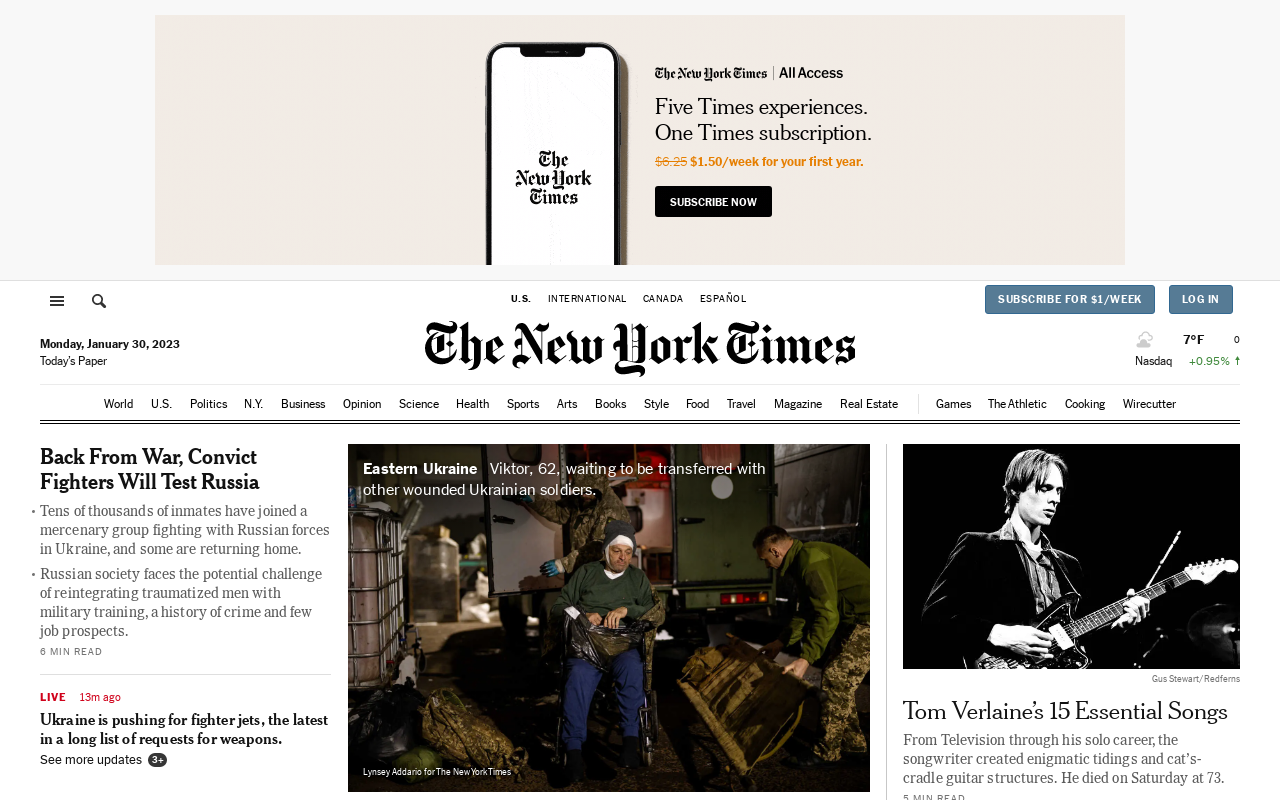 The New York Times
The New York Times | All Access
Five Times experiences.
One Times subscription.
$6.25 $1.50/week for your first year.
SUBSCRIBE NOW
U.S. INTERNATIONAL CANADA ESPAÑOL
SUBSCRIBE FOR $1/WEEK LOG IN
The New York Times
Monday, January 30, 2023
Today's Paper
7°F 0
Nasdaq +0.95% ↑
World U.S. Politics N.Y. Business Opinion Science Health Sports Arts Books Style Food Travel Magazine Real Estate Games The Athletic Cooking Wirecutter
Back From War, Convict
Fighters Will Test Russia
• Tens of thousands of inmates have joined a
mercenary group fighting with Russian forces
in Ukraine, and some are returning home.
• Russian society faces the potential challenge
of reintegrating traumatized men with
military training, a history of crime and few
job prospects.
6 MIN READ
LIVE 13m ago
Ukraine is pushing for fighter jets, the latest
in a long list of requests for weapons.
See more updates 3+
Eastern Ukraine Viktor, 62, waiting to be transferred with
other wounded Ukrainian soldiers.
Lynsey Addario for The New York Times
Gus Stewart/Redferns
Tom Verlaine's 15 Essential Songs
From Television through his solo career, the
songwriter created enigmatic tidings and cat's-
cradle guitar structures. He died on Saturday at 73.
5 MIN READ